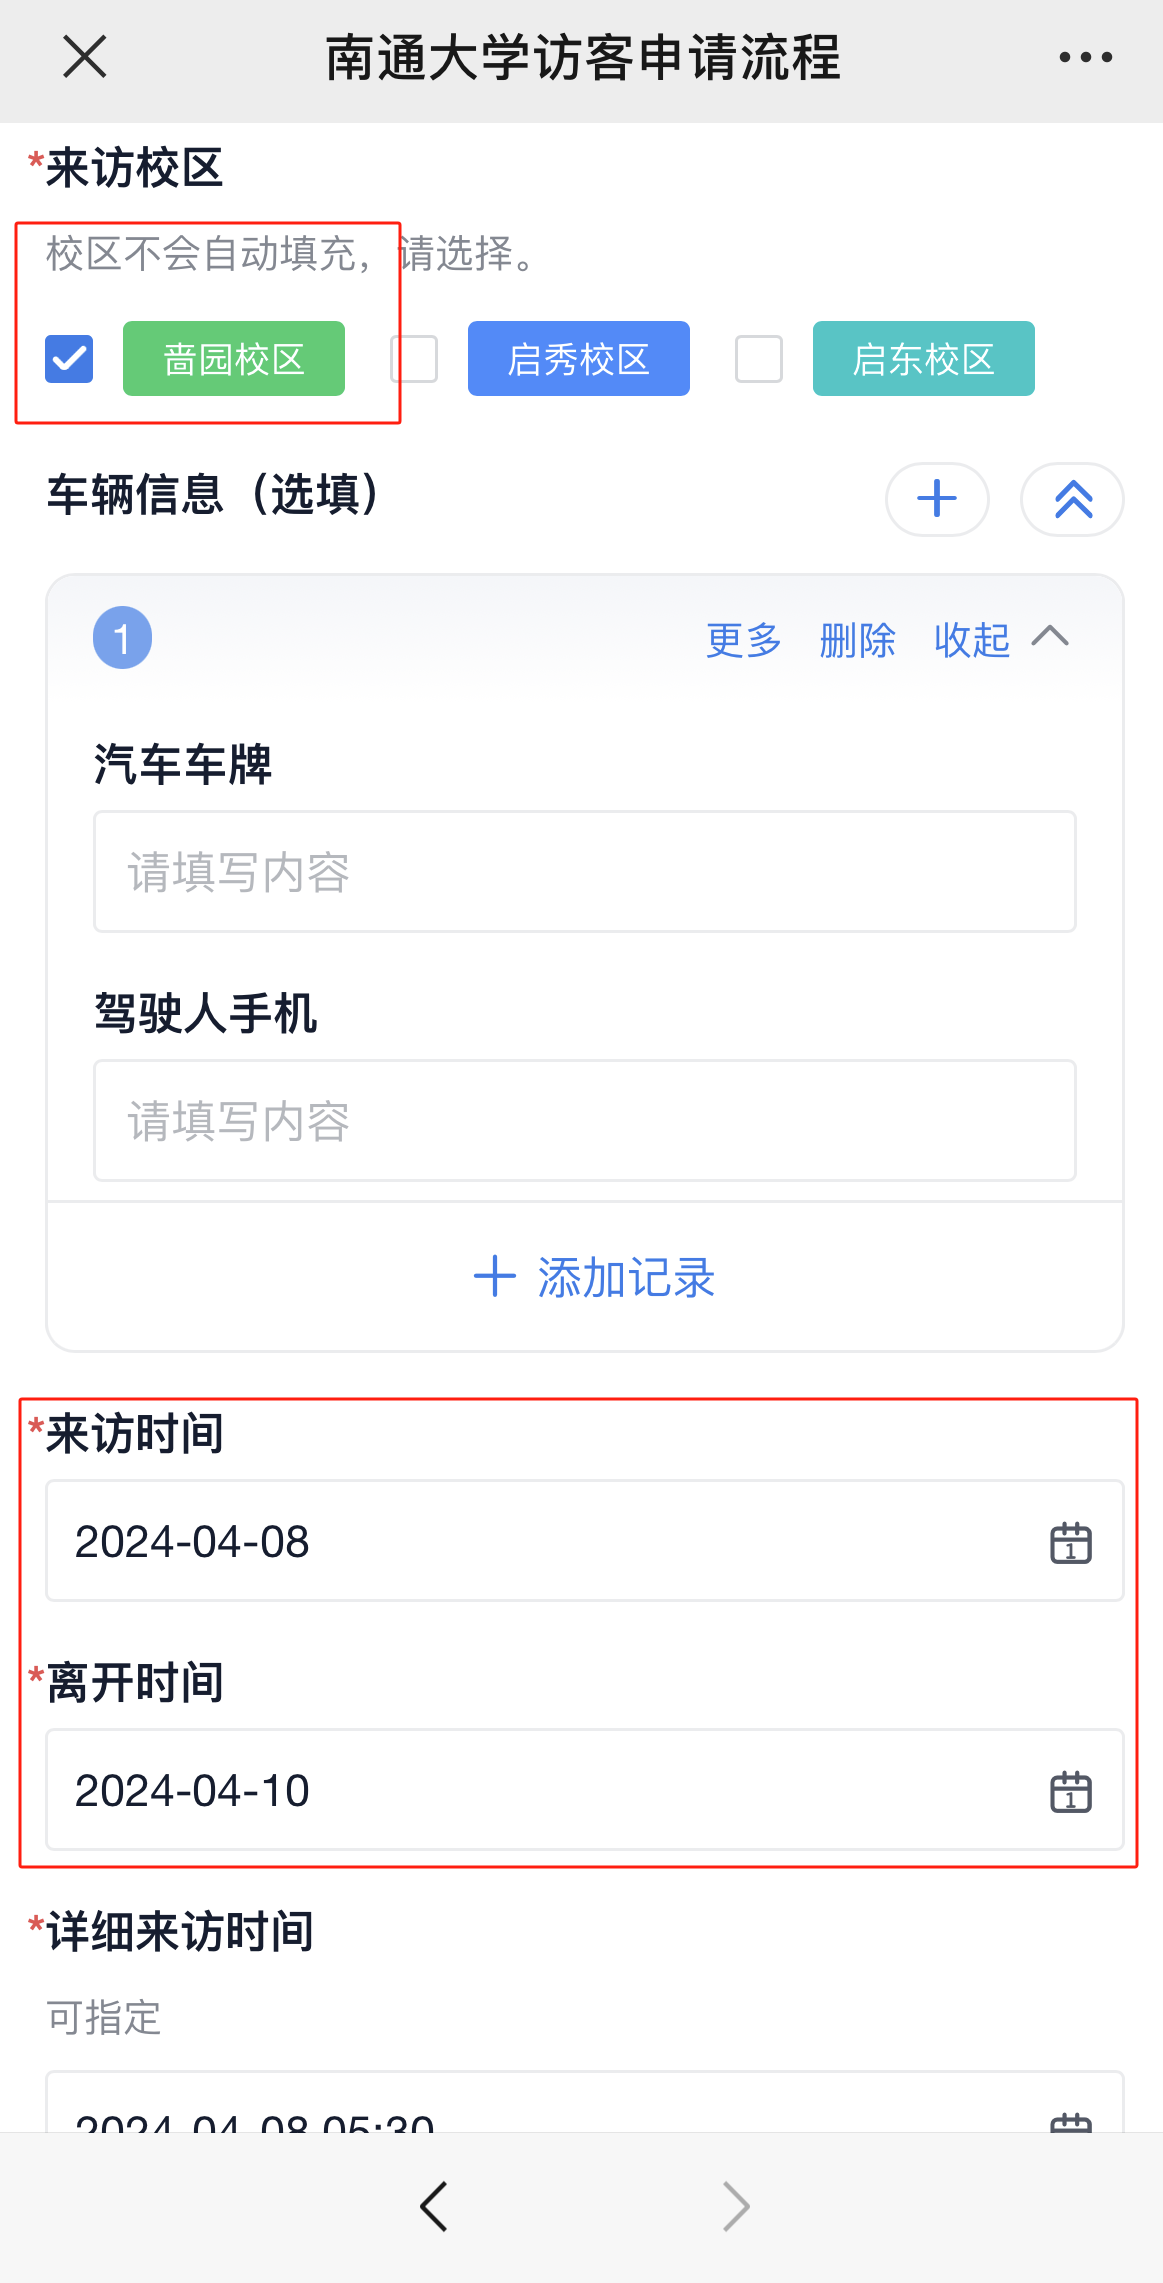 南通大学访客申请流程
*来访校区
校区不会自动填充，请选择。
啬园校区 启秀校区 启东校区
车辆信息（选填）
1 更多 删除 收起
汽车车牌
请填写内容
驾驶人手机
请填写内容
添加记录
*来访时间
2024-04-08
*离开时间
2024-04-10
*详细来访时间
可指定
2024-04-08 05:30